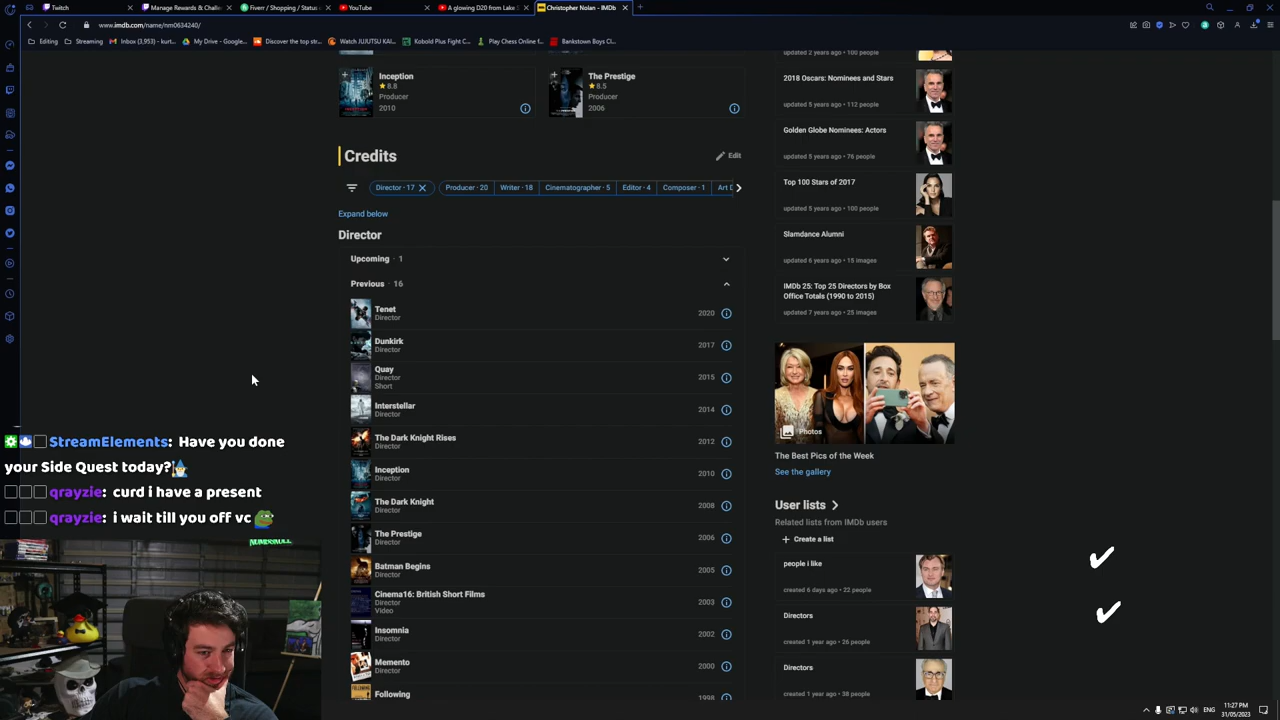 Twitch
Manage Rewards & Challen
Fiverr / Shopping / Status
YouTube
A glowing D20 from Lake
Christopher Nolan - IMDb
www.imdb.com/name/nm0634240/
Editing
Streaming
Inbox (3,953) - kurt...
My Drive - Google...
Discover the top str...
Watch JUJUTSU KAI...
Kobold Plus Fight C...
Play Chess Online f...
Bankstown Boys Cl...
Inception
8.8
Producer
2010
The Prestige
8.5
Producer
2006
Credits
Edit
Director · 17
Producer · 20
Writer · 18
Cinematographer · 5
Editor · 4
Composer · 1
Art D
Expand below
Director
Upcoming · 1
Previous · 16
Tenet
Director
2020
Dunkirk
Director
2017
Quay
Director
Short
2015
Interstellar
Director
2014
The Dark Knight Rises
Director
2012
Inception
Director
2010
The Dark Knight
Director
2008
The Prestige
Director
2006
Batman Begins
Director
2005
Cinema16: British Short Films
Director
Video
2003
Insomnia
Director
2002
Memento
Director
2000
Following
1998
updated 2 years ago • 100 people
2018 Oscars: Nominees and Stars
updated 5 years ago • 112 people
Golden Globe Nominees: Actors
updated 5 years ago • 76 people
Top 100 Stars of 2017
updated 5 years ago • 100 people
Slamdance Alumni
updated 6 years ago • 15 images
IMDb 25: Top 25 Directors by Box
Office Totals (1990 to 2015)
updated 7 years ago • 25 images
Photos
The Best Pics of the Week
See the gallery
User lists
Related lists from IMDb users
Create a list
people i like
created 6 days ago • 22 people
Directors
created 1 year ago • 26 people
Directors
created 1 year ago • 38 people
StreamElements: Have you done
your Side Quest today?
qrayzie: curd i have a present
qrayzie: i wait till you off vc
FOLLOWING
ENG
11:27 PM
31/05/2023